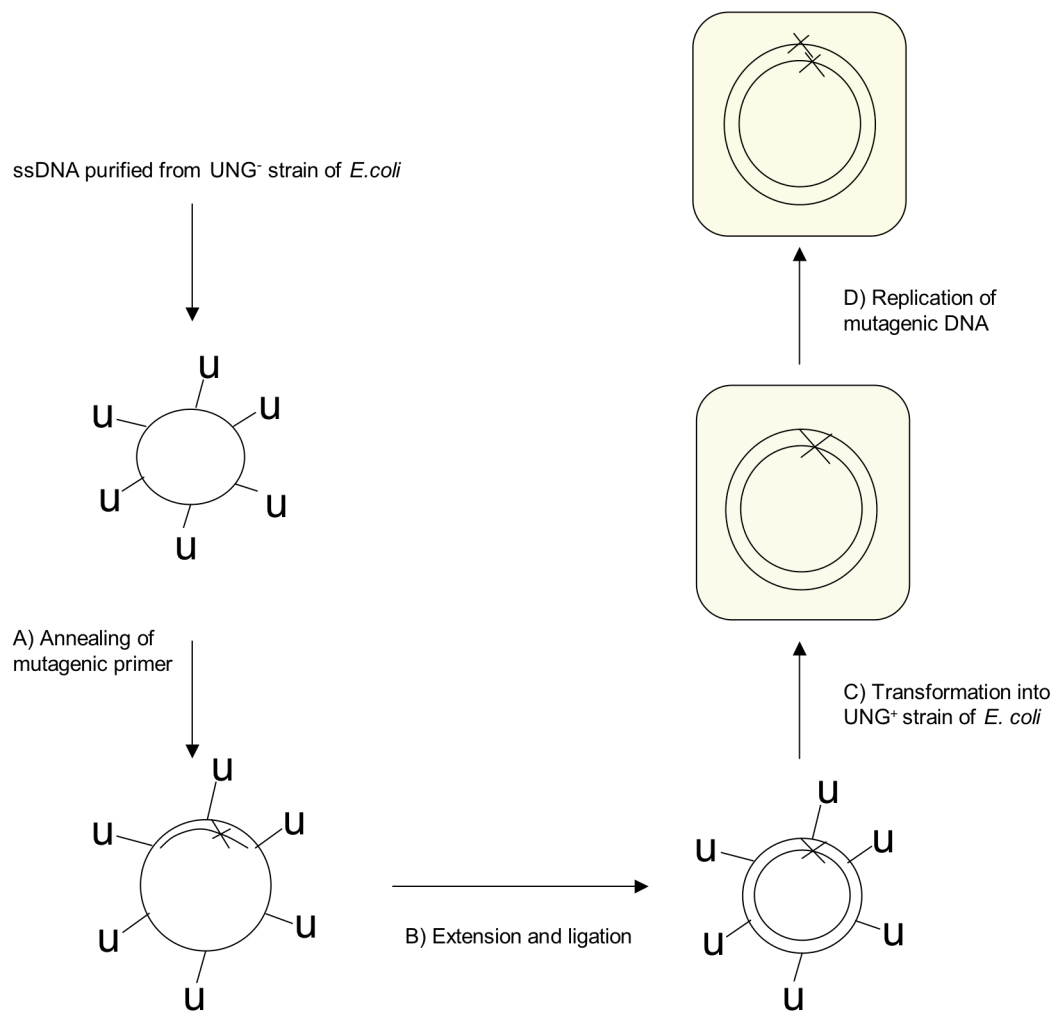 ssDNA purified from UNG- strain of E.coli
u
u
u
u
u
u
A) Annealing of
mutagenic primer
u
u
u
u
u
u
B) Extension and ligation
u
u
u
u
u
u
C) Transformation into
UNG+ strain of E. coli
D) Replication of
mutagenic DNA